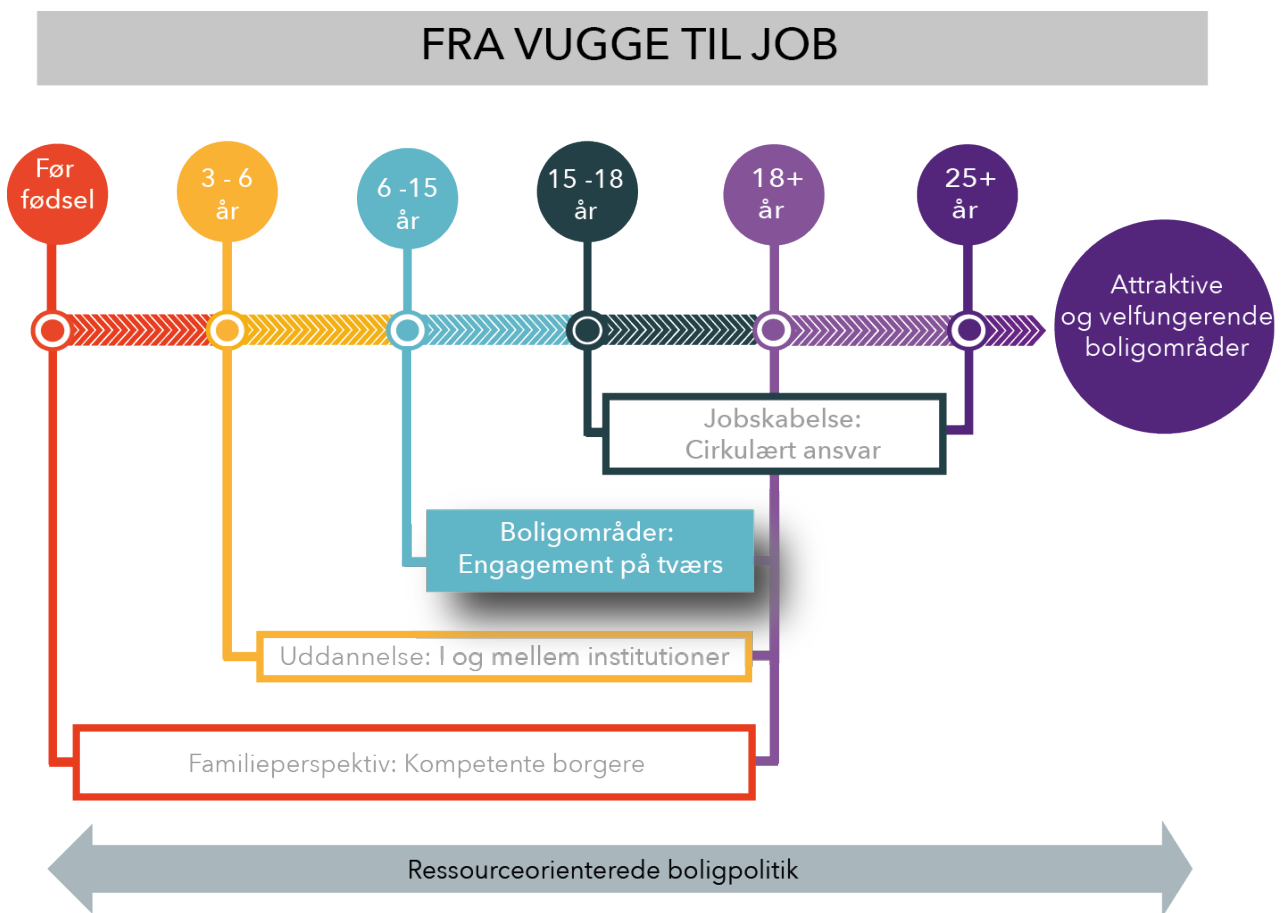 FRA VUGGE TIL JOB
Før
fødsel
3 - 6
år
6 -15
år
15 -18
år
18+
år
25+
år
Attraktive
og velfungerende
boligområder
Jobskabelse:
Cirkulært ansvar
Boligområder:
Engagement på tværs
Uddannelse: I og mellem institutioner
Familieperspektiv: Kompetente borgere
Ressourceorienterede boligpolitik